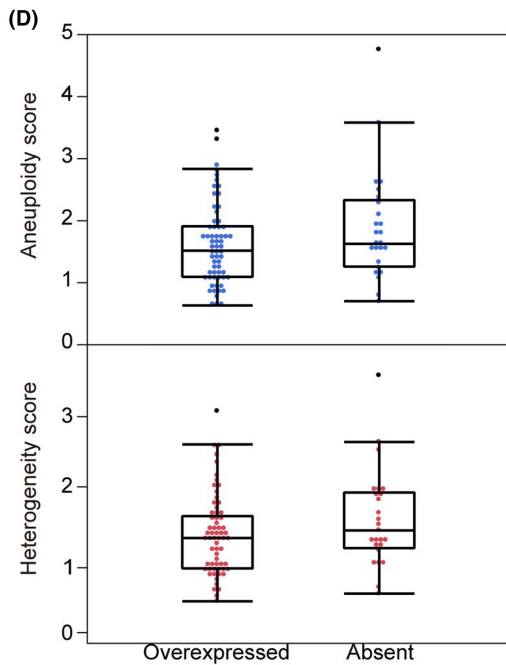 (D)
Aneuploidy score
5
4
3
2
1
0
Heterogeneity score
3
2
1
0
Overexpressed Absent